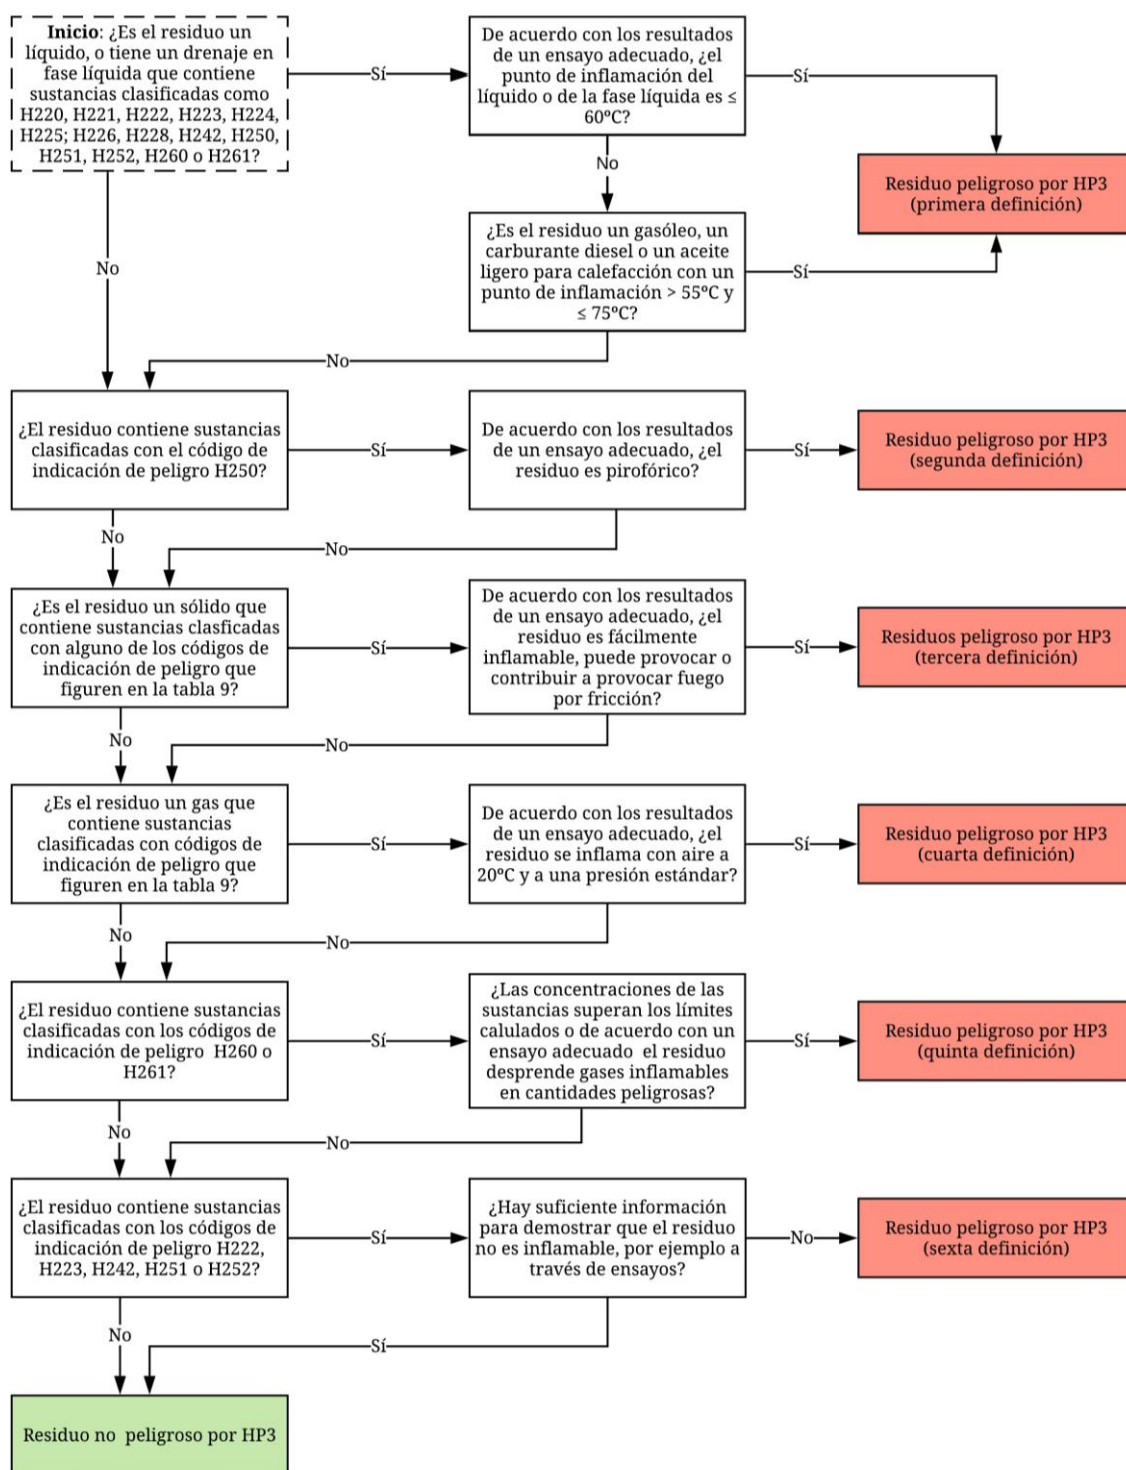 Inicio: ¿Es el residuo un
líquido, o tiene un drenaje en
fase líquida que contiene
sustancias clasificadas como
H220, H221, H222, H223, H224,
H225; H226, H228, H242, H250,
H251, H252, H260 o H261?
Sí
De acuerdo con los resultados
de un ensayo adecuado, ¿el
punto de inflamación del
líquido o de la fase líquida es ≤
60ºC?
Sí
No
Residuo peligroso por HP3
(primera definición)
¿Es el residuo un gasóleo, un
carburante diesel o un aceite
ligero para calefacción con un
punto de inflamación > 55ºC y
≤ 75ºC?
Sí
No
No
¿El residuo contiene sustancias
clasificadas con el código de
indicación de peligro H250?
Sí
De acuerdo con los resultados
de un ensayo adecuado, ¿el
residuo es pirofórico?
Sí
Residuo peligroso por HP3
(segunda definición)
No
No
¿Es el residuo un sólido que
contiene sustancias clasficadas
con alguno de los códigos de
indicación de peligro que
figuren en la tabla 9?
Sí
De acuerdo con los resultados
de un ensayo adecuado, ¿el
residuo es fácilmente
inflamable, puede provocar o
contribuir a provocar fuego
por fricción?
Sí
Residuos peligroso por HP3
(tercera definición)
No
No
¿Es el residuo un gas que
contiene sustancias
clasificadas con códigos de
indicación de peligro que
figuren en la tabla 9?
Sí
De acuerdo con los resultados
de un ensayo adecuado, ¿el
residuo se inflama con aire a
20ºC y a una presión estándar?
Sí
Residuo peligroso por HP3
(cuarta definición)
No
No
¿El residuo contiene sustancias
clasificadas con los códigos de
indicación de peligro H260 o
H261?
Sí
¿Las concentraciones de las
sustancias superan los límites
calulados o de acuerdo con un
ensayo adecuado el residuo
desprende gases inflamables
en cantidades peligrosas?
Sí
Residuo peligroso por HP3
(quinta definición)
No
No
¿El residuo contiene sustancias
clasificadas con los códigos de
indicación de peligro H222,
H223, H242, H251 o H252?
Sí
¿Hay suficiente información
para demostrar que el residuo
no es inflamable, por ejemplo a
través de ensayos?
No
Residuo peligroso por HP3
(sexta definición)
No
Sí
Residuo no peligroso por HP3